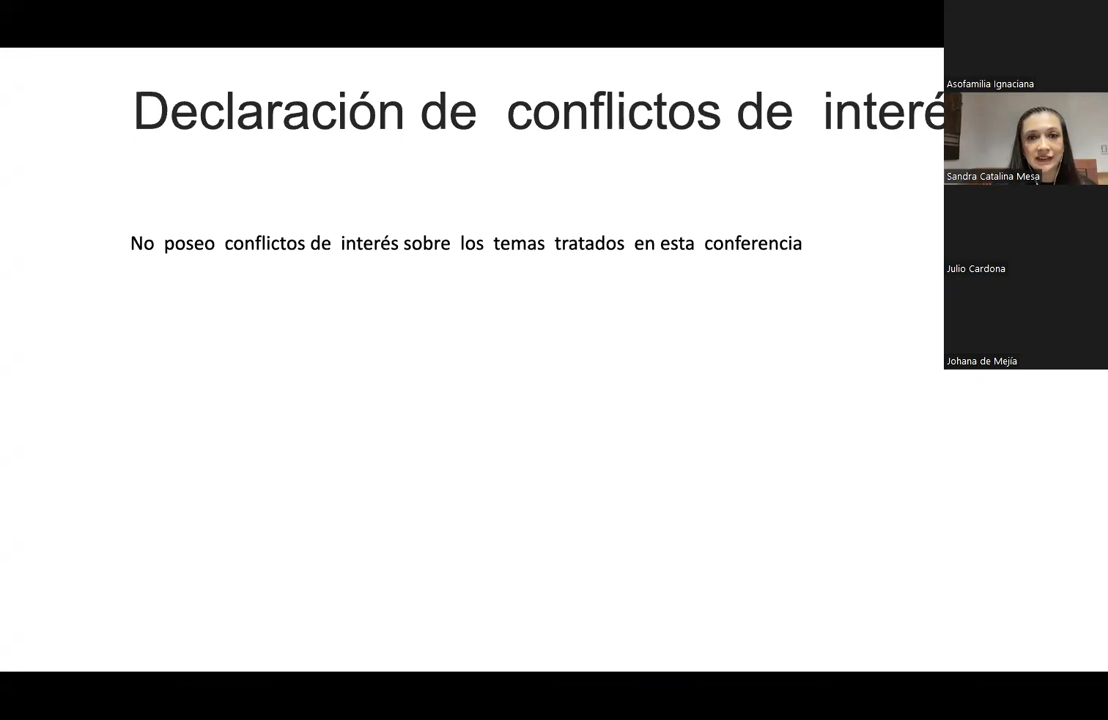 Declaración de conflictos de interé
No poseo conflictos de interés sobre los temas tratados en esta conferencia
Asofamilia Ignaciana
Sandra Catalina Mesa
Julio Cardona
Johana de Mejía